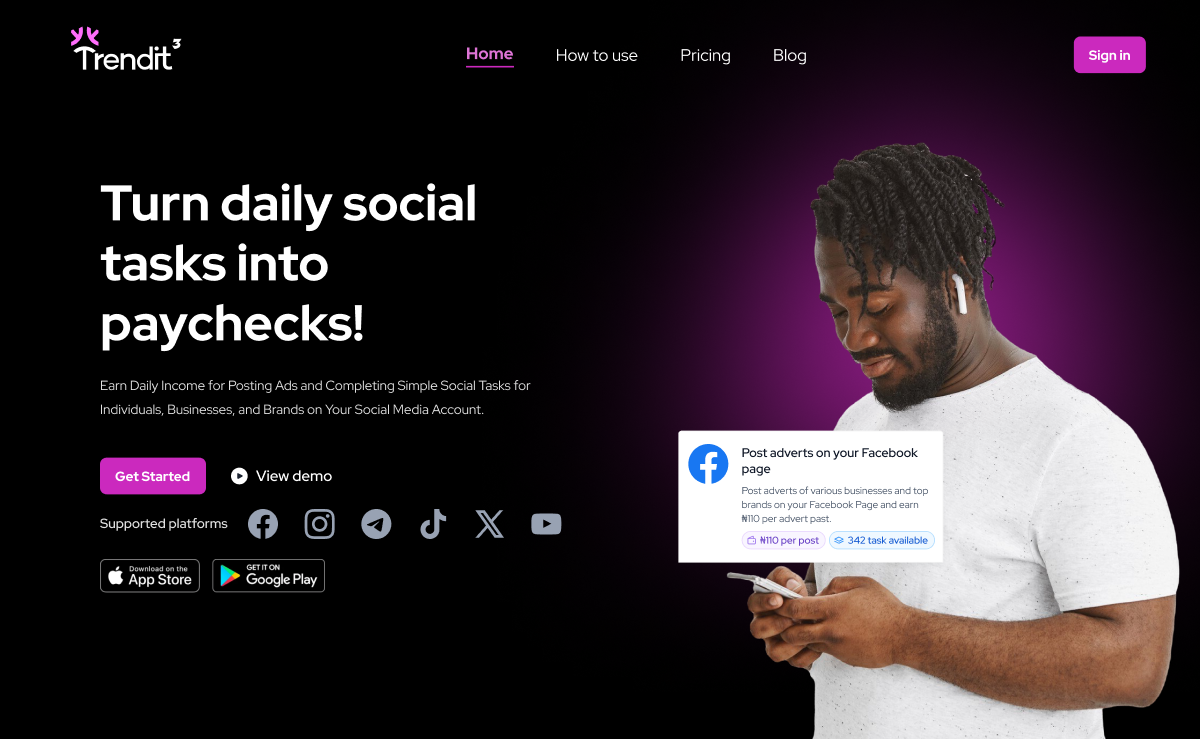 Trendit³
Home
How to use
Pricing
Blog
Sign in
Turn daily social
tasks into
paychecks!
Earn Daily Income for Posting Ads and Completing Simple Social Tasks for
Individuals, Businesses, and Brands on Your Social Media Account.
Get Started
View demo
Supported platforms
Download on the
App Store
GET IT ON
Google Play
Post adverts on your Facebook
page
Post adverts of various businesses and top
brands on your Facebook Page and earn
₦110 per advert past.
₦110 per post
342 task available